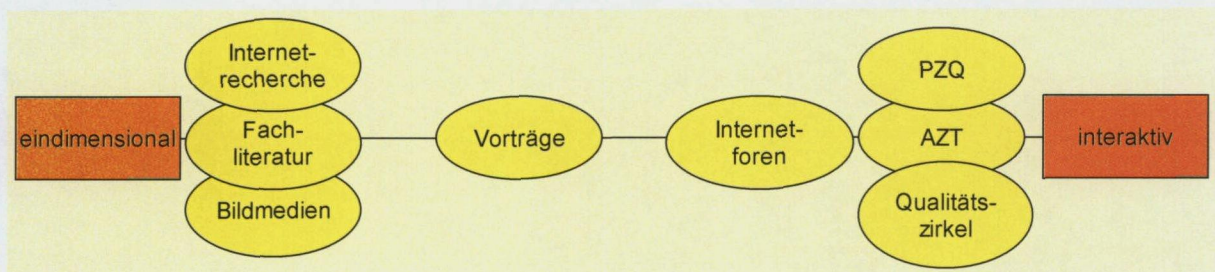 eindimensional
Internet-
recherche
Fach-
literatur
Bildmedien
Vorträge
Internet-
foren
PZQ
AZT
Qualitäts-
zirkel
interaktiv